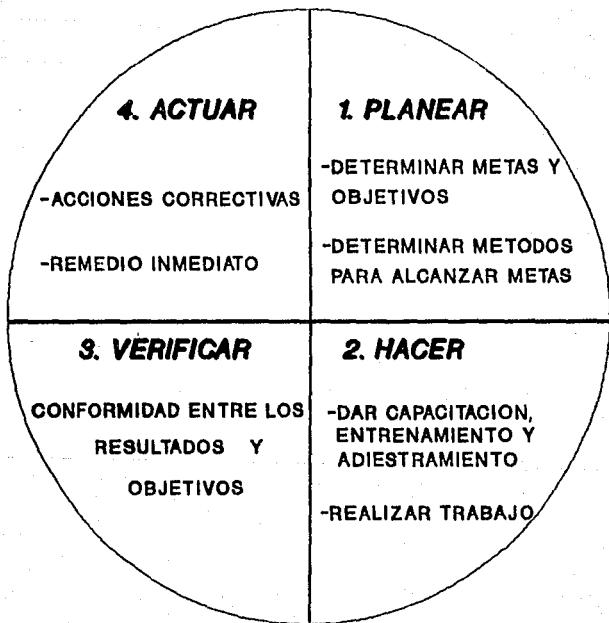 1. PLANEAR
-DETERMINAR METAS Y
OBJETIVOS
-DETERMINAR METODOS
PARA ALCANZAR METAS
2. HACER
-DAR CAPACITACION,
ENTRENAMIENTO Y
ADIESTRAMIENTO
-REALIZAR TRABAJO
3. VERIFICAR
CONFORMIDAD ENTRE LOS
RESULTADOS Y
OBJETIVOS
4. ACTUAR
-ACCIONES CORRECTIVAS
-REMEDIO INMEDIATO